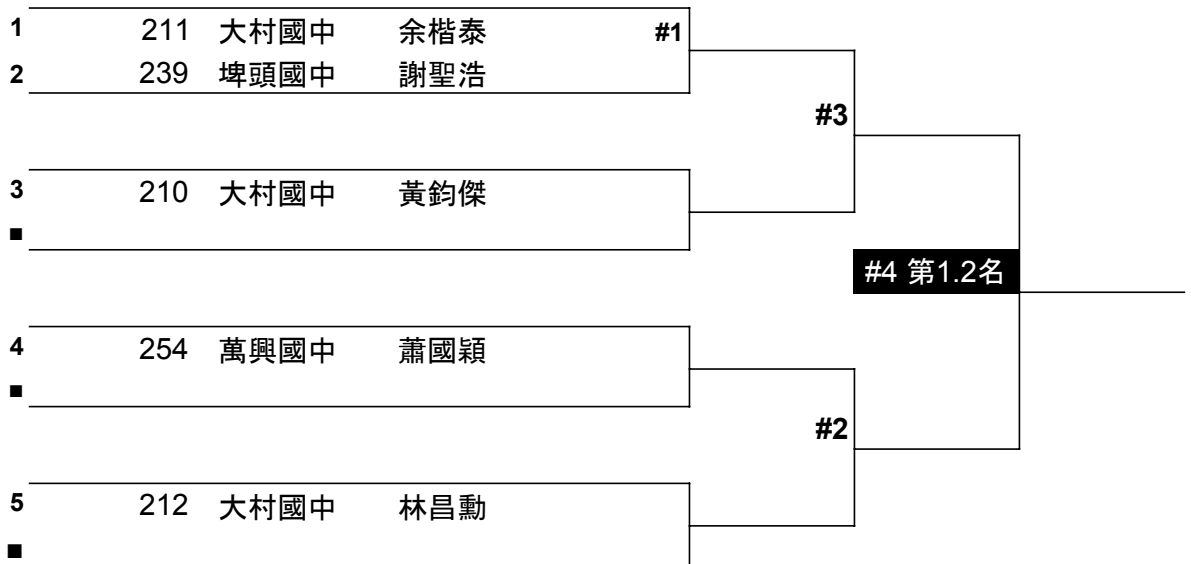 1 211 大村國中 余楷泰 #1
2 239 埤頭國中 謝聖浩
#3
3 210 大村國中 黃鈞傑
■
#4 第1.2名
4 254 萬興國中 蕭國穎
■
#2
5 212 大村國中 林昌勳
■